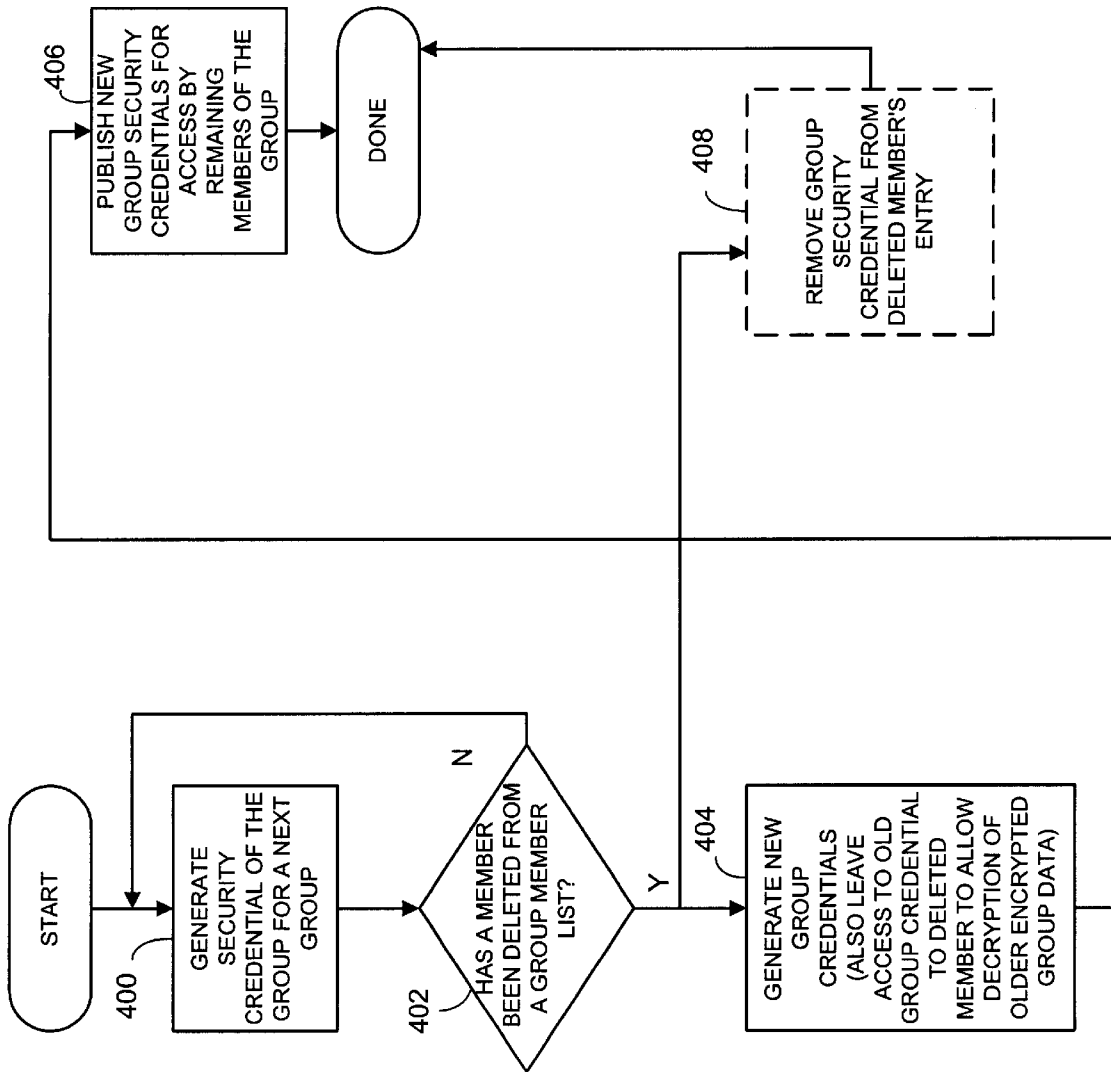 START
400
GENERATE
SECURITY
CREDENTIAL OF THE
GROUP FOR A NEXT
GROUP
402
HAS A MEMBER
BEEN DELETED FROM
A GROUP MEMBER
LIST?
N
Y
404
GENERATE NEW
GROUP
CREDENTIALS
(ALSO LEAVE
ACCESS TO OLD
GROUP CREDENTIAL
TO DELETED
MEMBER TO ALLOW
DECRYPTION OF
OLDER ENCRYPTED
GROUP DATA)
406
PUBLISH NEW
GROUP SECURITY
CREDENTIALS FOR
ACCESS BY
REMAINING
MEMBERS OF THE
GROUP
DONE
408
REMOVE GROUP
SECURITY
CREDENTIAL FROM
DELETED MEMBER'S
ENTRY